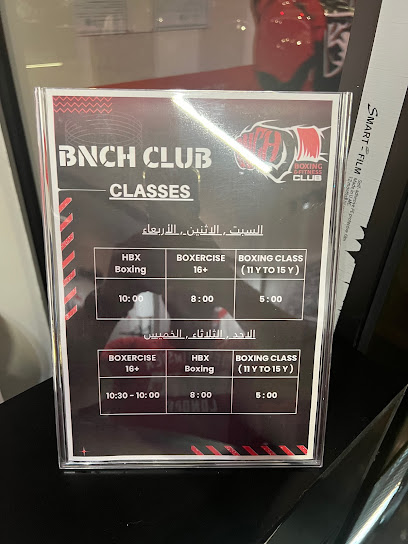 BNCH CLUB
BNCH
BOXING
& FITNESS
CLUB
CLASSES
السبت , الاثنين , الأربعاء
HBX Boxing
BOXERCISE 16+
BOXING CLASS ( 11 Y TO 15 Y )
10: 00
8 : 00
5 : 00
الاحد , الثلاثاء , الخميس
BOXERCISE 16+
HBX Boxing
BOXING CLASS ( 11 Y TO 15 Y )
10:30 - 10: 00
8 : 00
5 : 00
SMART - FILM